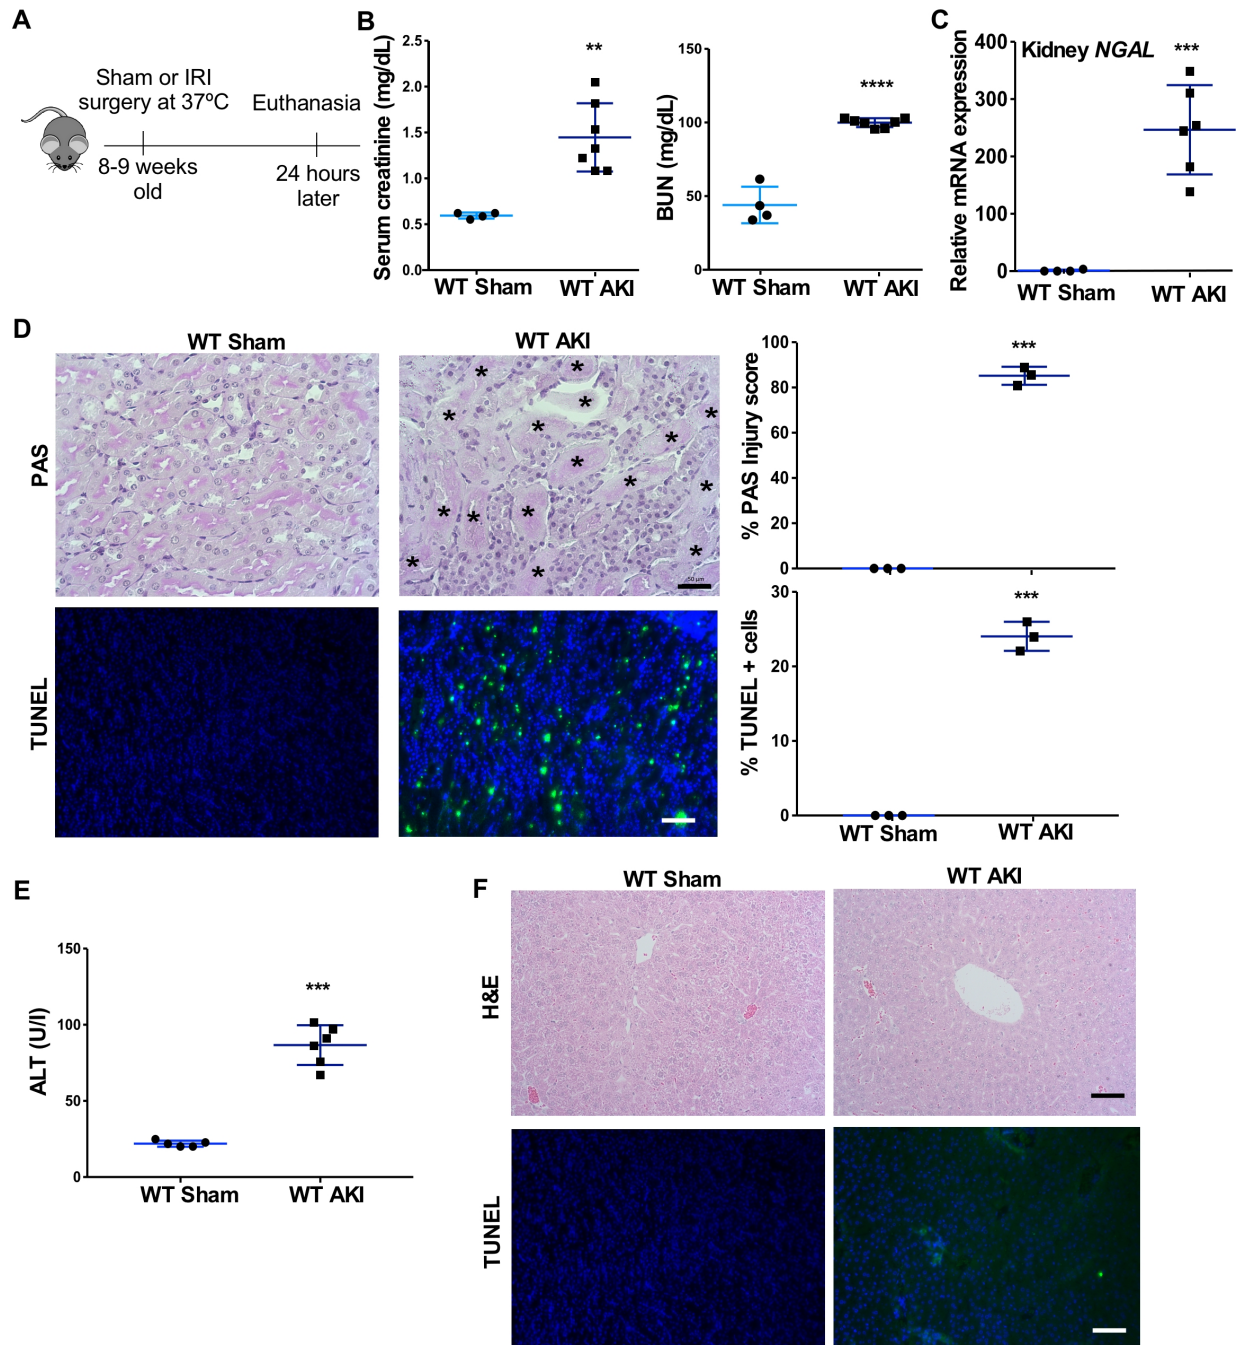 A
Sham or IRI
surgery at 37ºC
Euthanasia
8-9 weeks
old
24 hours
later
B
Serum creatinine (mg/dL)
2.5
2.0
1.5
1.0
0.5
0.0
**
WT Sham
WT AKI
BUN (mg/dL)
150
100
50
0
****
WT Sham
WT AKI
C
Relative mRNA expression
400
300
200
100
0
Kidney NGAL
***
WT Sham
WT AKI
D
WT Sham
WT AKI
PAS
* * * * * * * * * * * * * * * *
50 µm
TUNEL
% PAS Injury score
100
80
60
40
20
0
***
% TUNEL + cells
30
20
10
0
***
WT Sham
WT AKI
E
ALT (U/l)
150
100
50
0
***
WT Sham
WT AKI
F
WT Sham
WT AKI
H&E
TUNEL